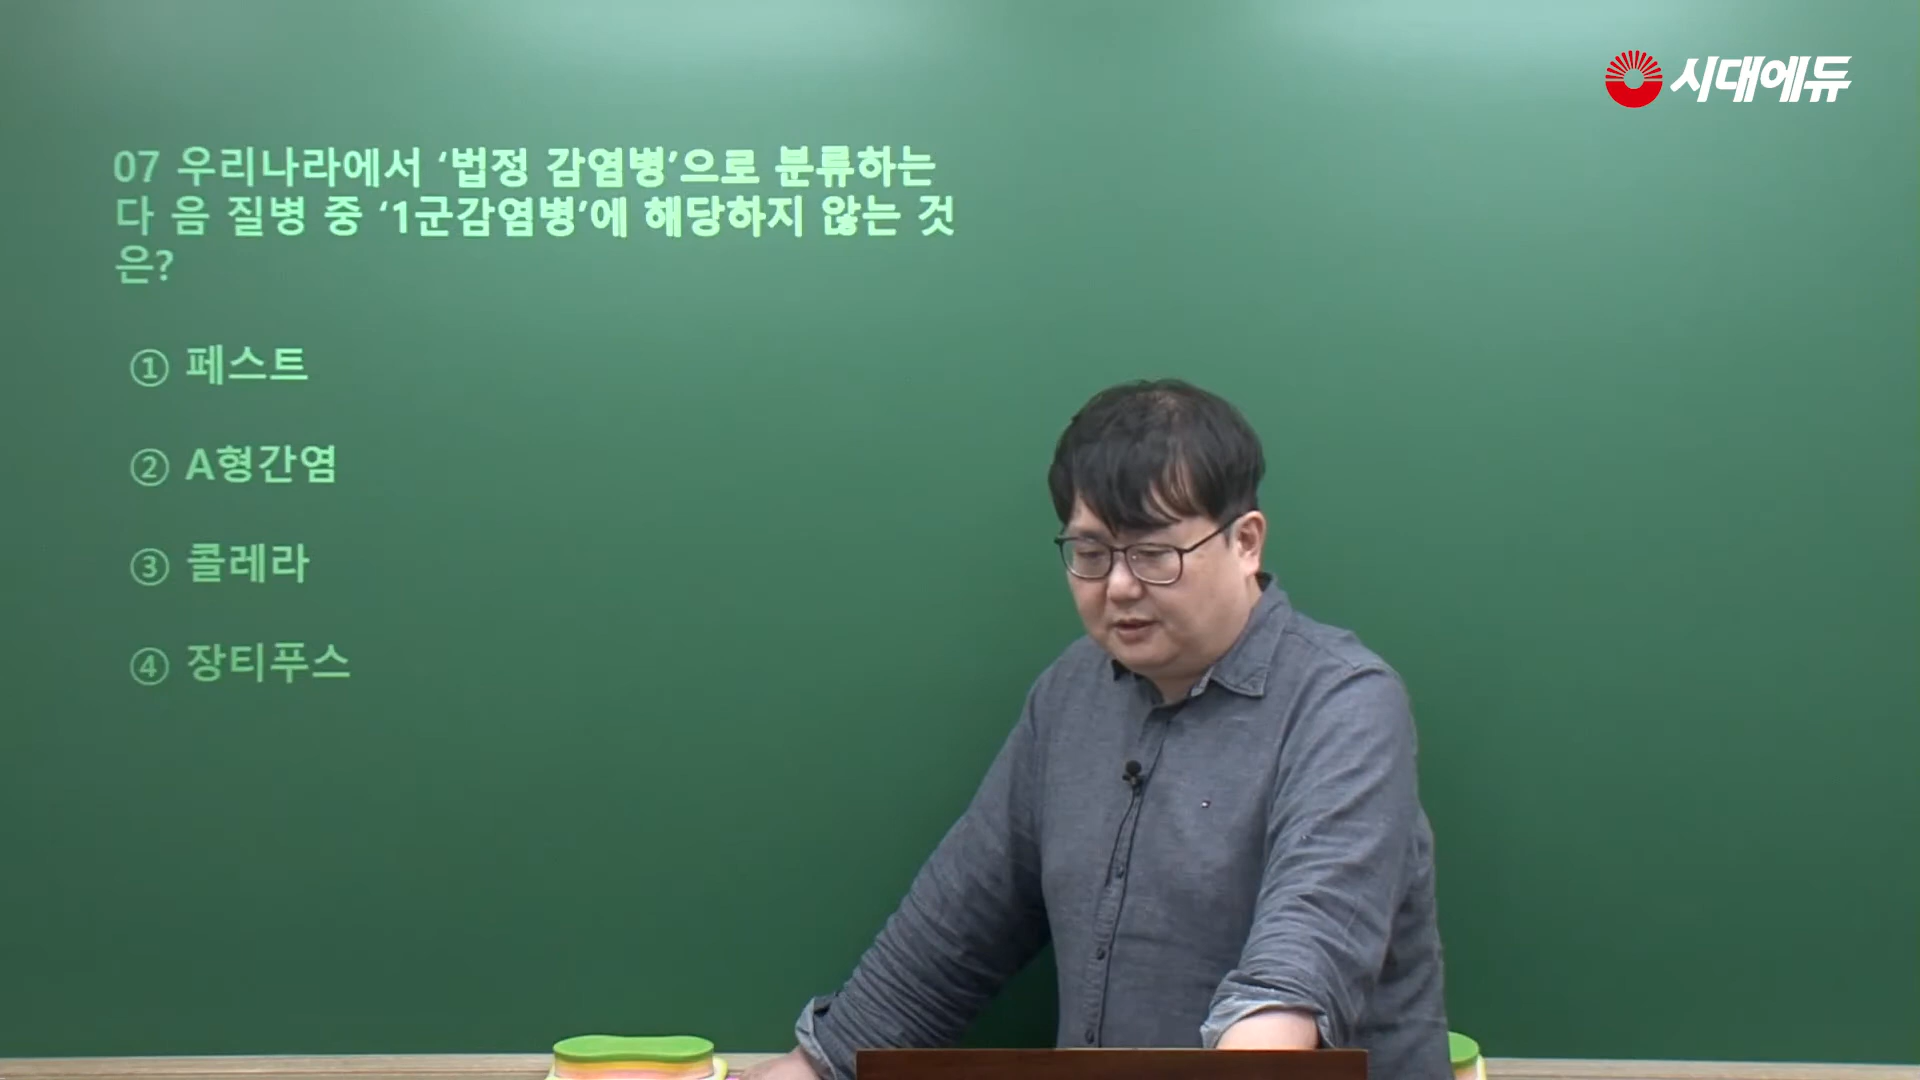 시대에듀
07 우리나라에서 ‘법정 감염병’으로 분류하는
다 음 질병 중 ‘1군감염병’에 해당하지 않는 것
은?
① 페스트
② A형간염
③ 콜레라
④ 장티푸스